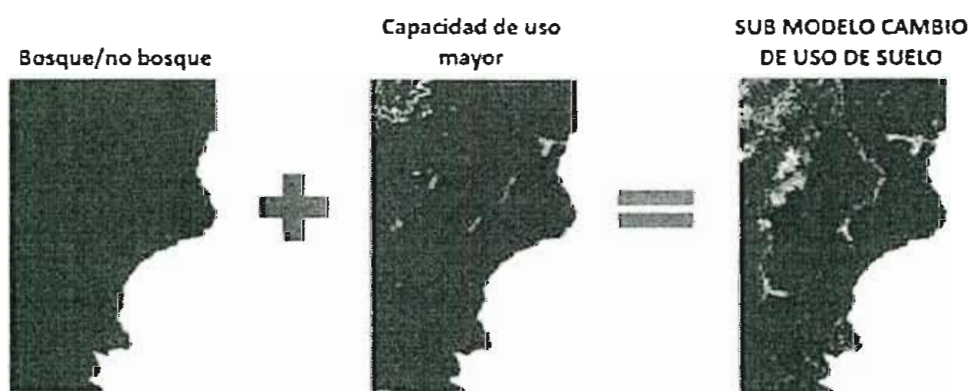 Bosque/no bosque
Capacidad de uso
mayor
SUB MODELO CAMBIO
DE USO DE SUELO